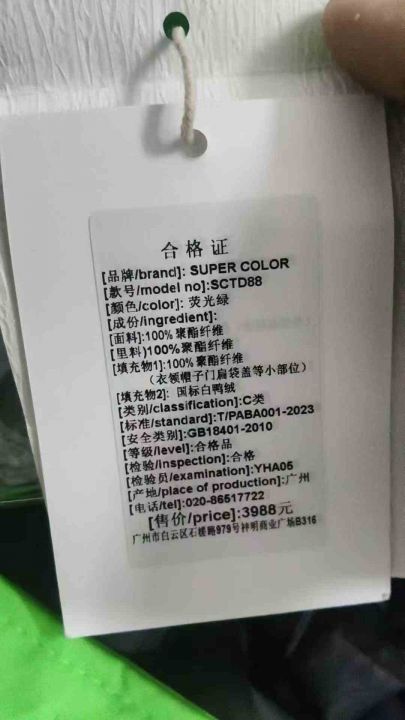 合格证
[品牌/brand]: SUPER COLOR
[款号/model no]:SCTD88
[颜色/color]: 荧光绿
[成份/ingredient]:
[面料]:100%聚酯纤维
[里料)100%聚酯纤维
[填充物1]:100%聚酯纤维
(衣领帽子门扁袋盖等小部位)
[填充物2]: 国标白鸭绒
[类别/classification]:C类
[标准/standard]:T/PABA001-2023
[安全类别]:GB18401-2010
[等级/level]:合格品
[检验/inspection]:合格
[检验员/examination]:YHA05
[产地/place of production]:广州
[电话/tel]:020-86517722
[售价/price]:3988元
广州市白云区石槎路979号祥明商业广场B316